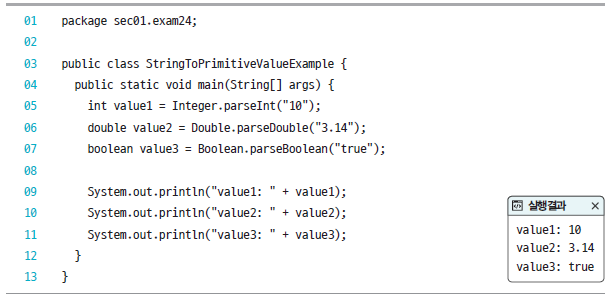 01 package sec01.exam24;
02
03 public class StringToPrimitiveValueExample {
04 public static void main(String[] args) {
05 int value1 = Integer.parseInt("10");
06 double value2 = Double.parseDouble("3.14");
07 boolean value3 = Boolean.parseBoolean("true");
08
09 System.out.println("value1: " + value1);
10 System.out.println("value2: " + value2);
11 System.out.println("value3: " + value3);
12 }
13 }
실행결과
value1: 10
value2: 3.14
value3: true